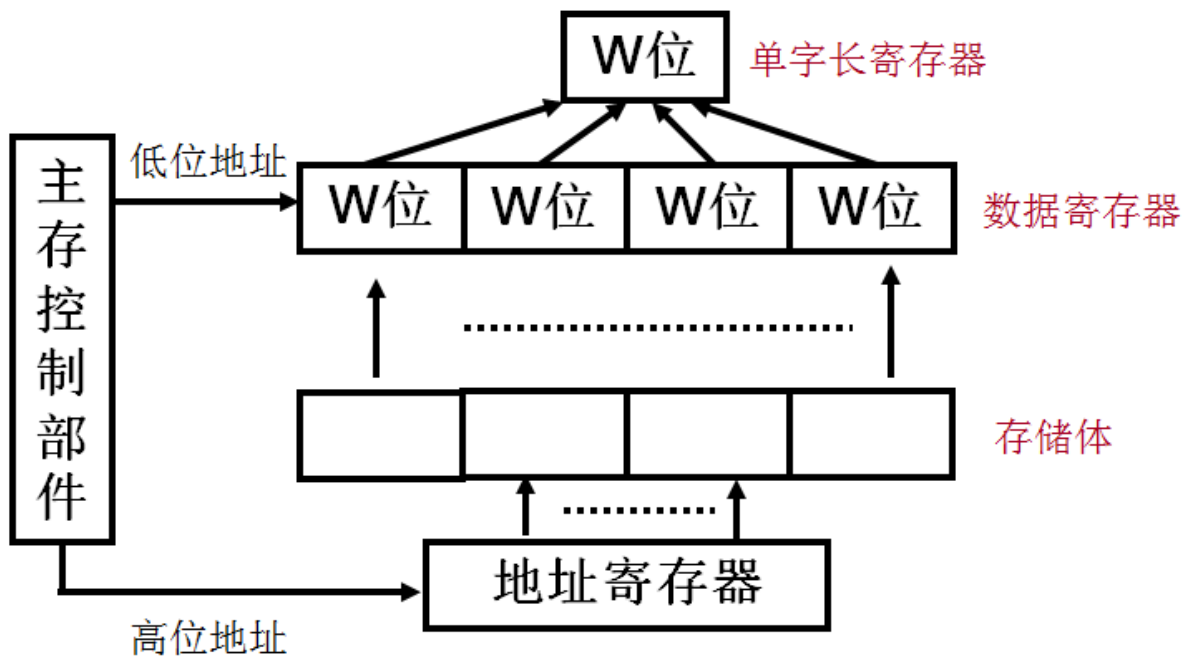 W位 单字长寄存器
低位地址
主存控制部件
W位 W位 W位 W位 数据寄存器
存储体
地址寄存器
高位地址